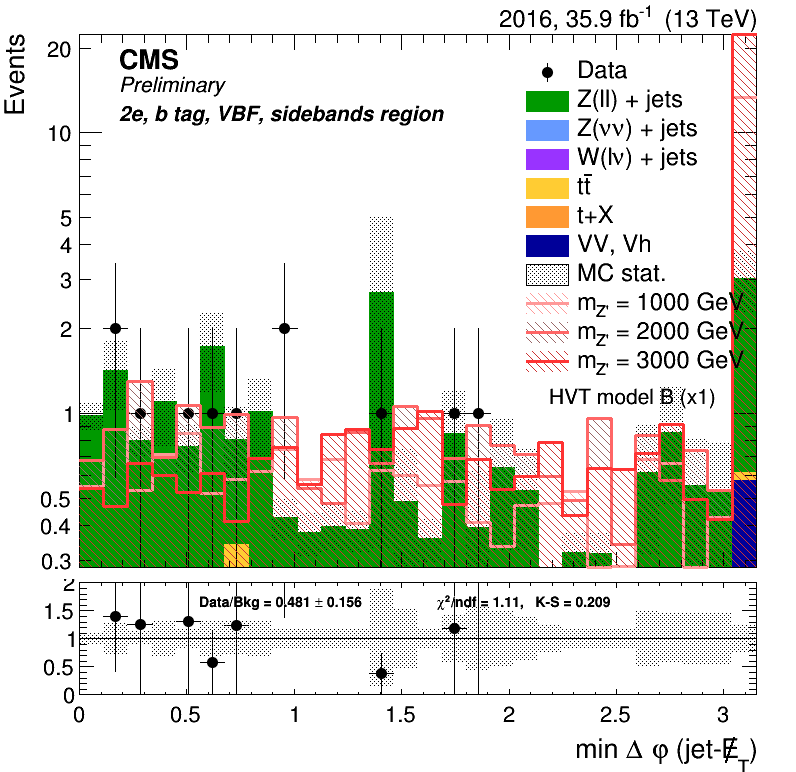 2016, 35.9 fb⁻¹ (13 TeV)
Events
CMS
Preliminary
2e, b tag, VBF, sidebands region
Data
Z(ll) + jets
Z(νν) + jets
W(lν) + jets
tt̄
t+X
VV, Vh
MC stat.
m_Z' = 1000 GeV
m_Z' = 2000 GeV
m_Z' = 3000 GeV
HVT model B (x1)
20
10
5
4
3
2
1
0.5
0.4
0.3
Data/Bkg = 0.481 ± 0.156 χ²/ndf = 1.11, K-S = 0.209
2
1.5
1
0.5
0
0 0.5 1 1.5 2 2.5 3
min Δ φ (jet-E̸_T)